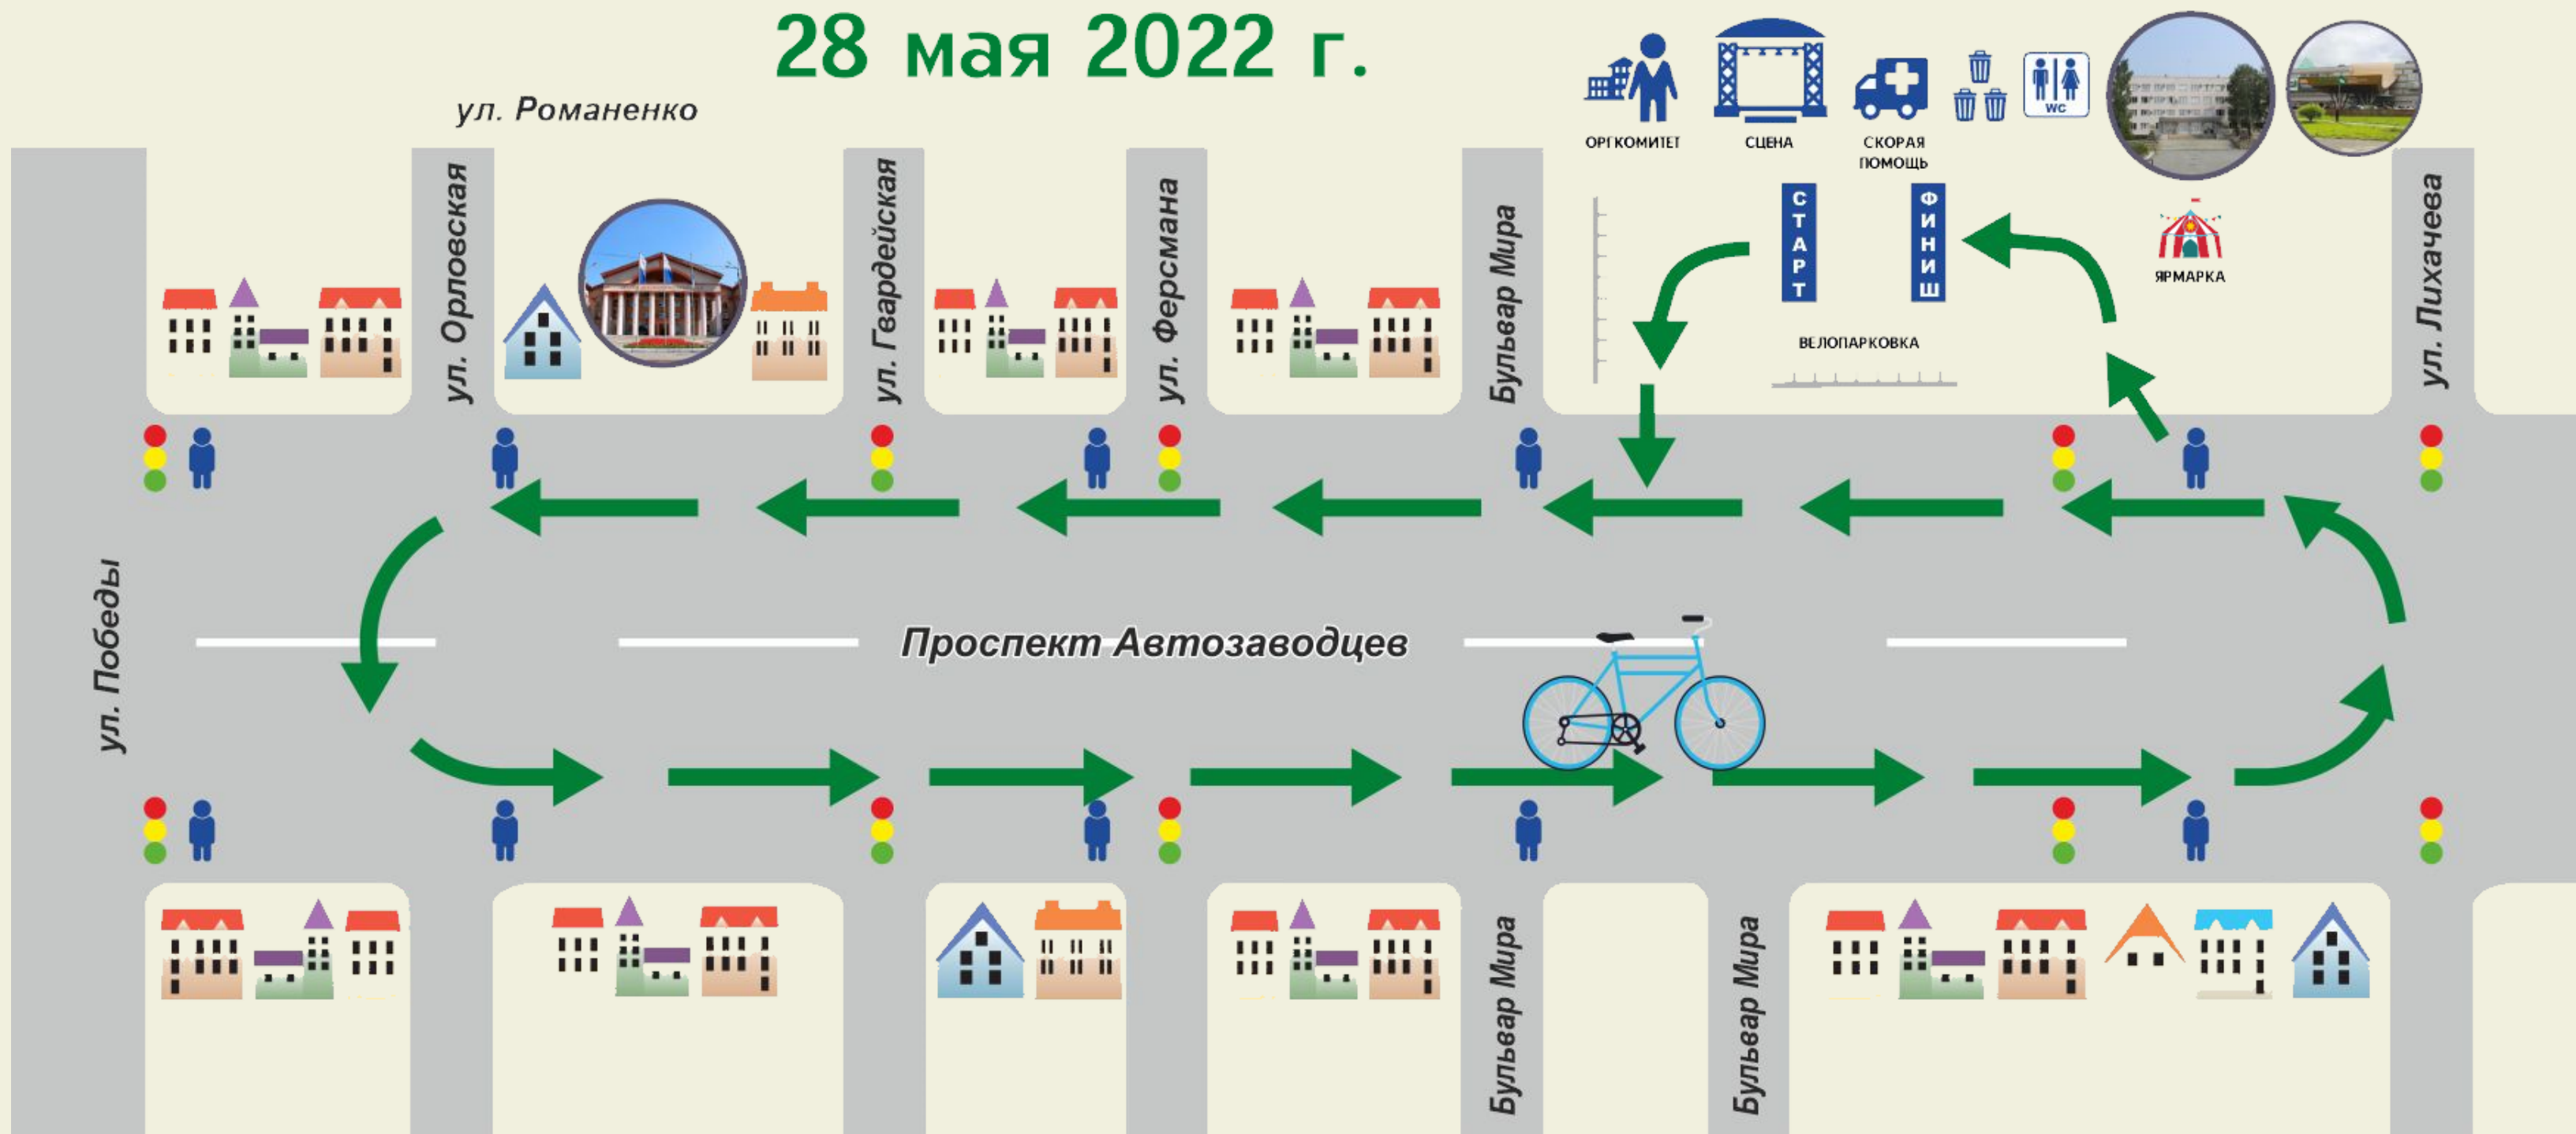 28 мая 2022 г.
ул. Романенко
WC
ОРГКОМИТЕТ
СЦЕНА
СКОРАЯ
ПОМОЩЬ
СТАРТ
ФИНИШ
ЯРМАРКА
ВЕЛОПАРКОВКА
ул. Орловская
ул. Гвардейская
ул. Ферсмана
Бульвар Мира
ул. Лихачева
ул. Победы
Проспект Автозаводцев
Бульвар Мира
Бульвар Мира